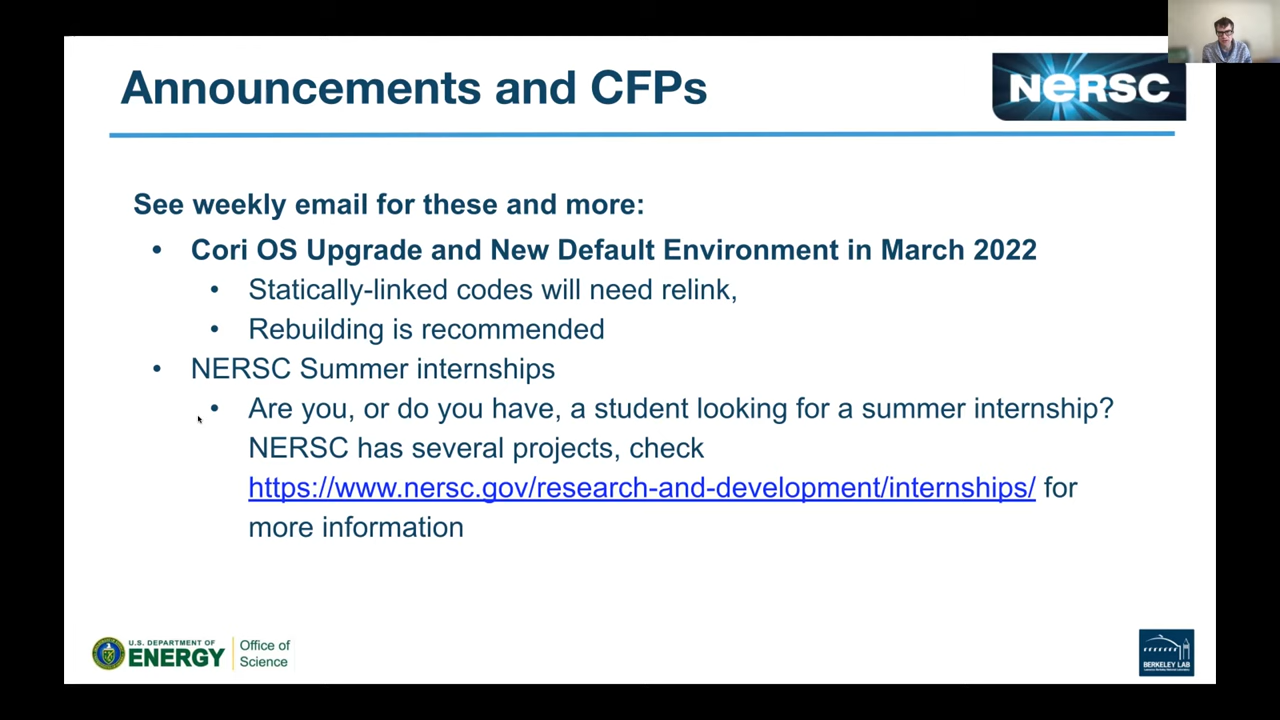 Announcements and CFPs
NERSC
See weekly email for these and more:
• Cori OS Upgrade and New Default Environment in March 2022
• Statically-linked codes will need relink,
• Rebuilding is recommended
• NERSC Summer internships
• Are you, or do you have, a student looking for a summer internship?
NERSC has several projects, check
https://www.nersc.gov/research-and-development/internships/ for
more information
U.S. DEPARTMENT OF
ENERGY
Office of
Science
BERKELEY LAB